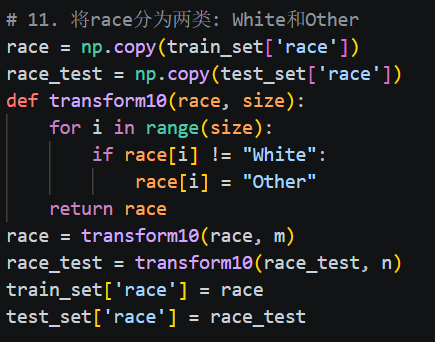 # 11. 将race分为两类: White和Other
race = np.copy(train_set['race'])
race_test = np.copy(test_set['race'])
def transform10(race, size):
    for i in range(size):
        if race[i] != "White":
            race[i] = "Other"
    return race
race = transform10(race, m)
race_test = transform10(race_test, n)
train_set['race'] = race
test_set['race'] = race_test